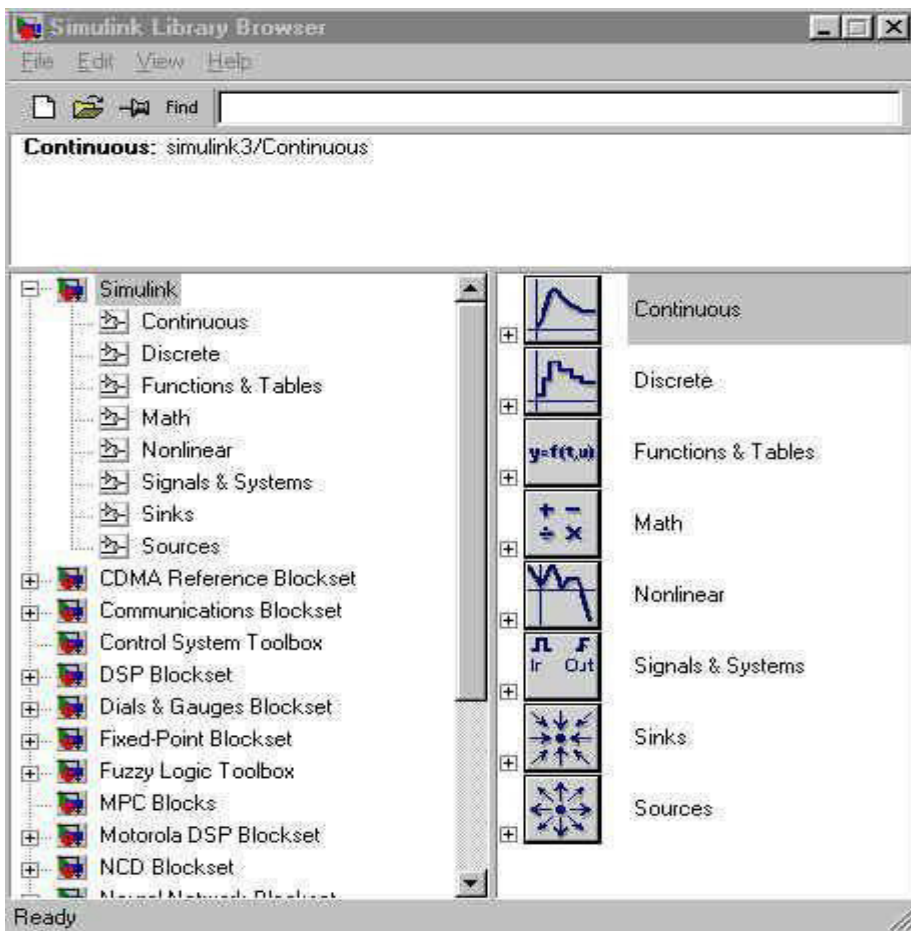 Simulink Library Browser
File Edit View Help
Find
Continuous: simulink3/Continuous
Simulink
Continuous
Discrete
Functions & Tables
Math
Nonlinear
Signals & Systems
Sinks
Sources
CDMA Reference Blockset
Communications Blockset
Control System Toolbox
DSP Blockset
Dials & Gauges Blockset
Fixed-Point Blockset
Fuzzy Logic Toolbox
MPC Blocks
Motorola DSP Blockset
NCD Blockset
Neural Network Blockset
Continuous
Discrete
y=f(t,u)
Functions & Tables
+ -
÷ ×
Math
Nonlinear
In Out
Signals & Systems
Sinks
Sources
Ready